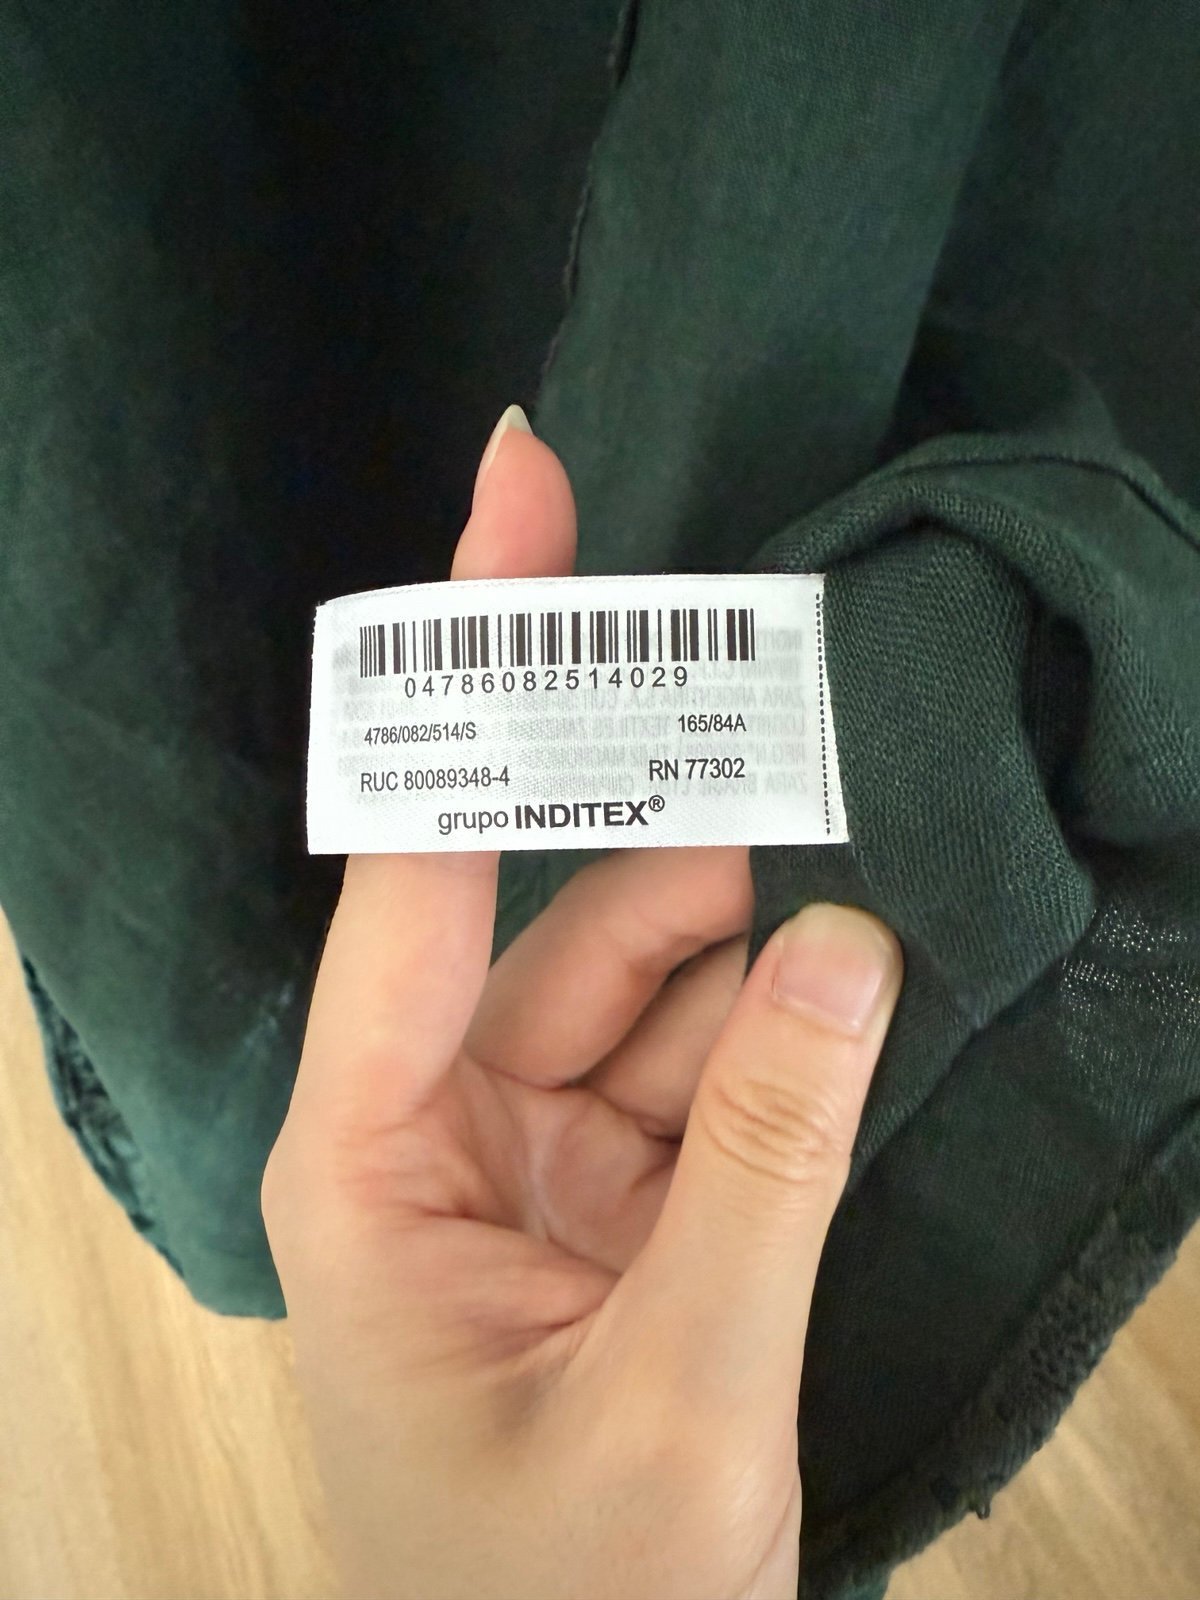 04786082514029
4786/082/514/S 165/84A
RUC 80089348-4 RN 77302
grupo INDITEX®